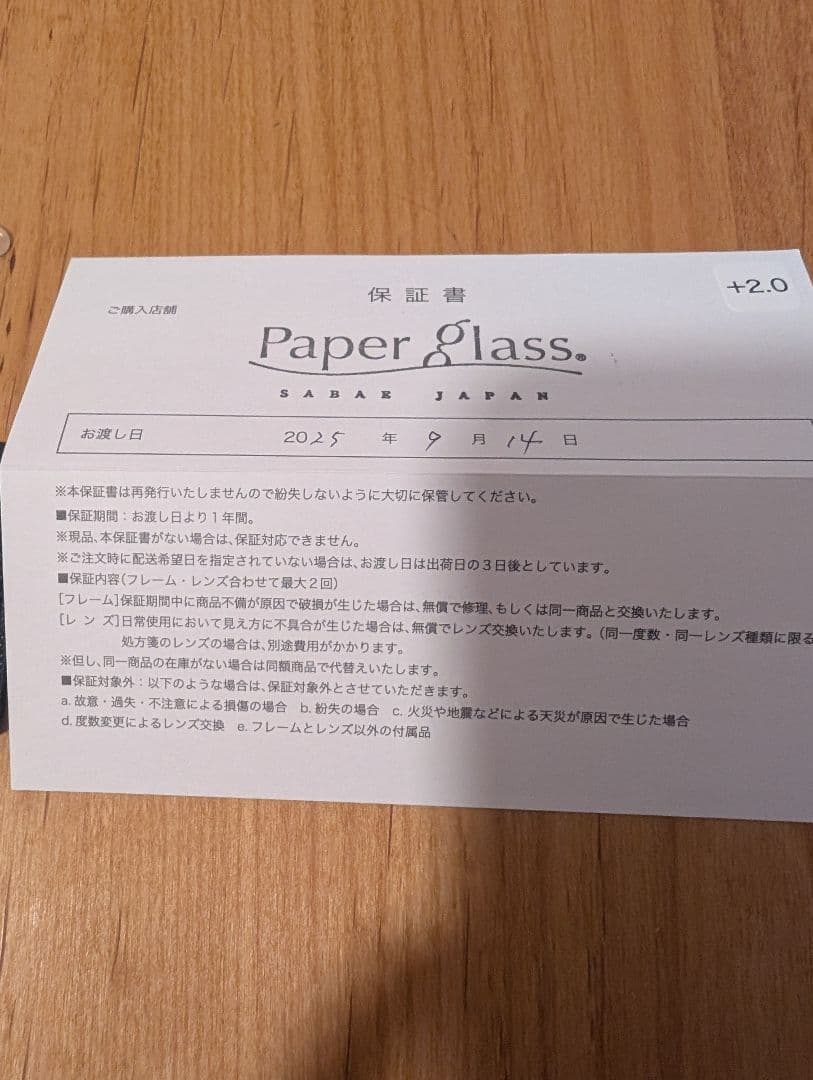 保証書
+2.0
ご購入店舗
Paper glass®
SABAE JAPAN
お渡し日 2025 年 9 月 14 日
※本保証書は再発行いたしませんので紛失しないように大切に保管してください。
■保証期間：お渡し日より1年間。
※現品、本保証書がない場合は、保証対応できません。
※ご注文時に配送希望日を指定されていない場合は、お渡し日は出荷日の3日後としています。
■保証内容(フレーム・レンズ合わせて最大2回)
[フレーム]保証期間中に商品不備が原因で破損が生じた場合は、無償で修理、もしくは同一商品と交換いたします。
[レンズ]日常使用において見え方に不具合が生じた場合は、無償でレンズ交換いたします。(同一度数・同一レンズ種類に限る
処方箋のレンズの場合は、別途費用がかかります。
※但し、同一商品の在庫がない場合は同額商品で代替えいたします。
■保証対象外：以下のような場合は、保証対象外とさせていただきます。
a. 故意・過失・不注意による損傷の場合 b. 紛失の場合 c. 火災や地震などによる天災が原因で生じた場合
d. 度数変更によるレンズ交換 e. フレームとレンズ以外の付属品